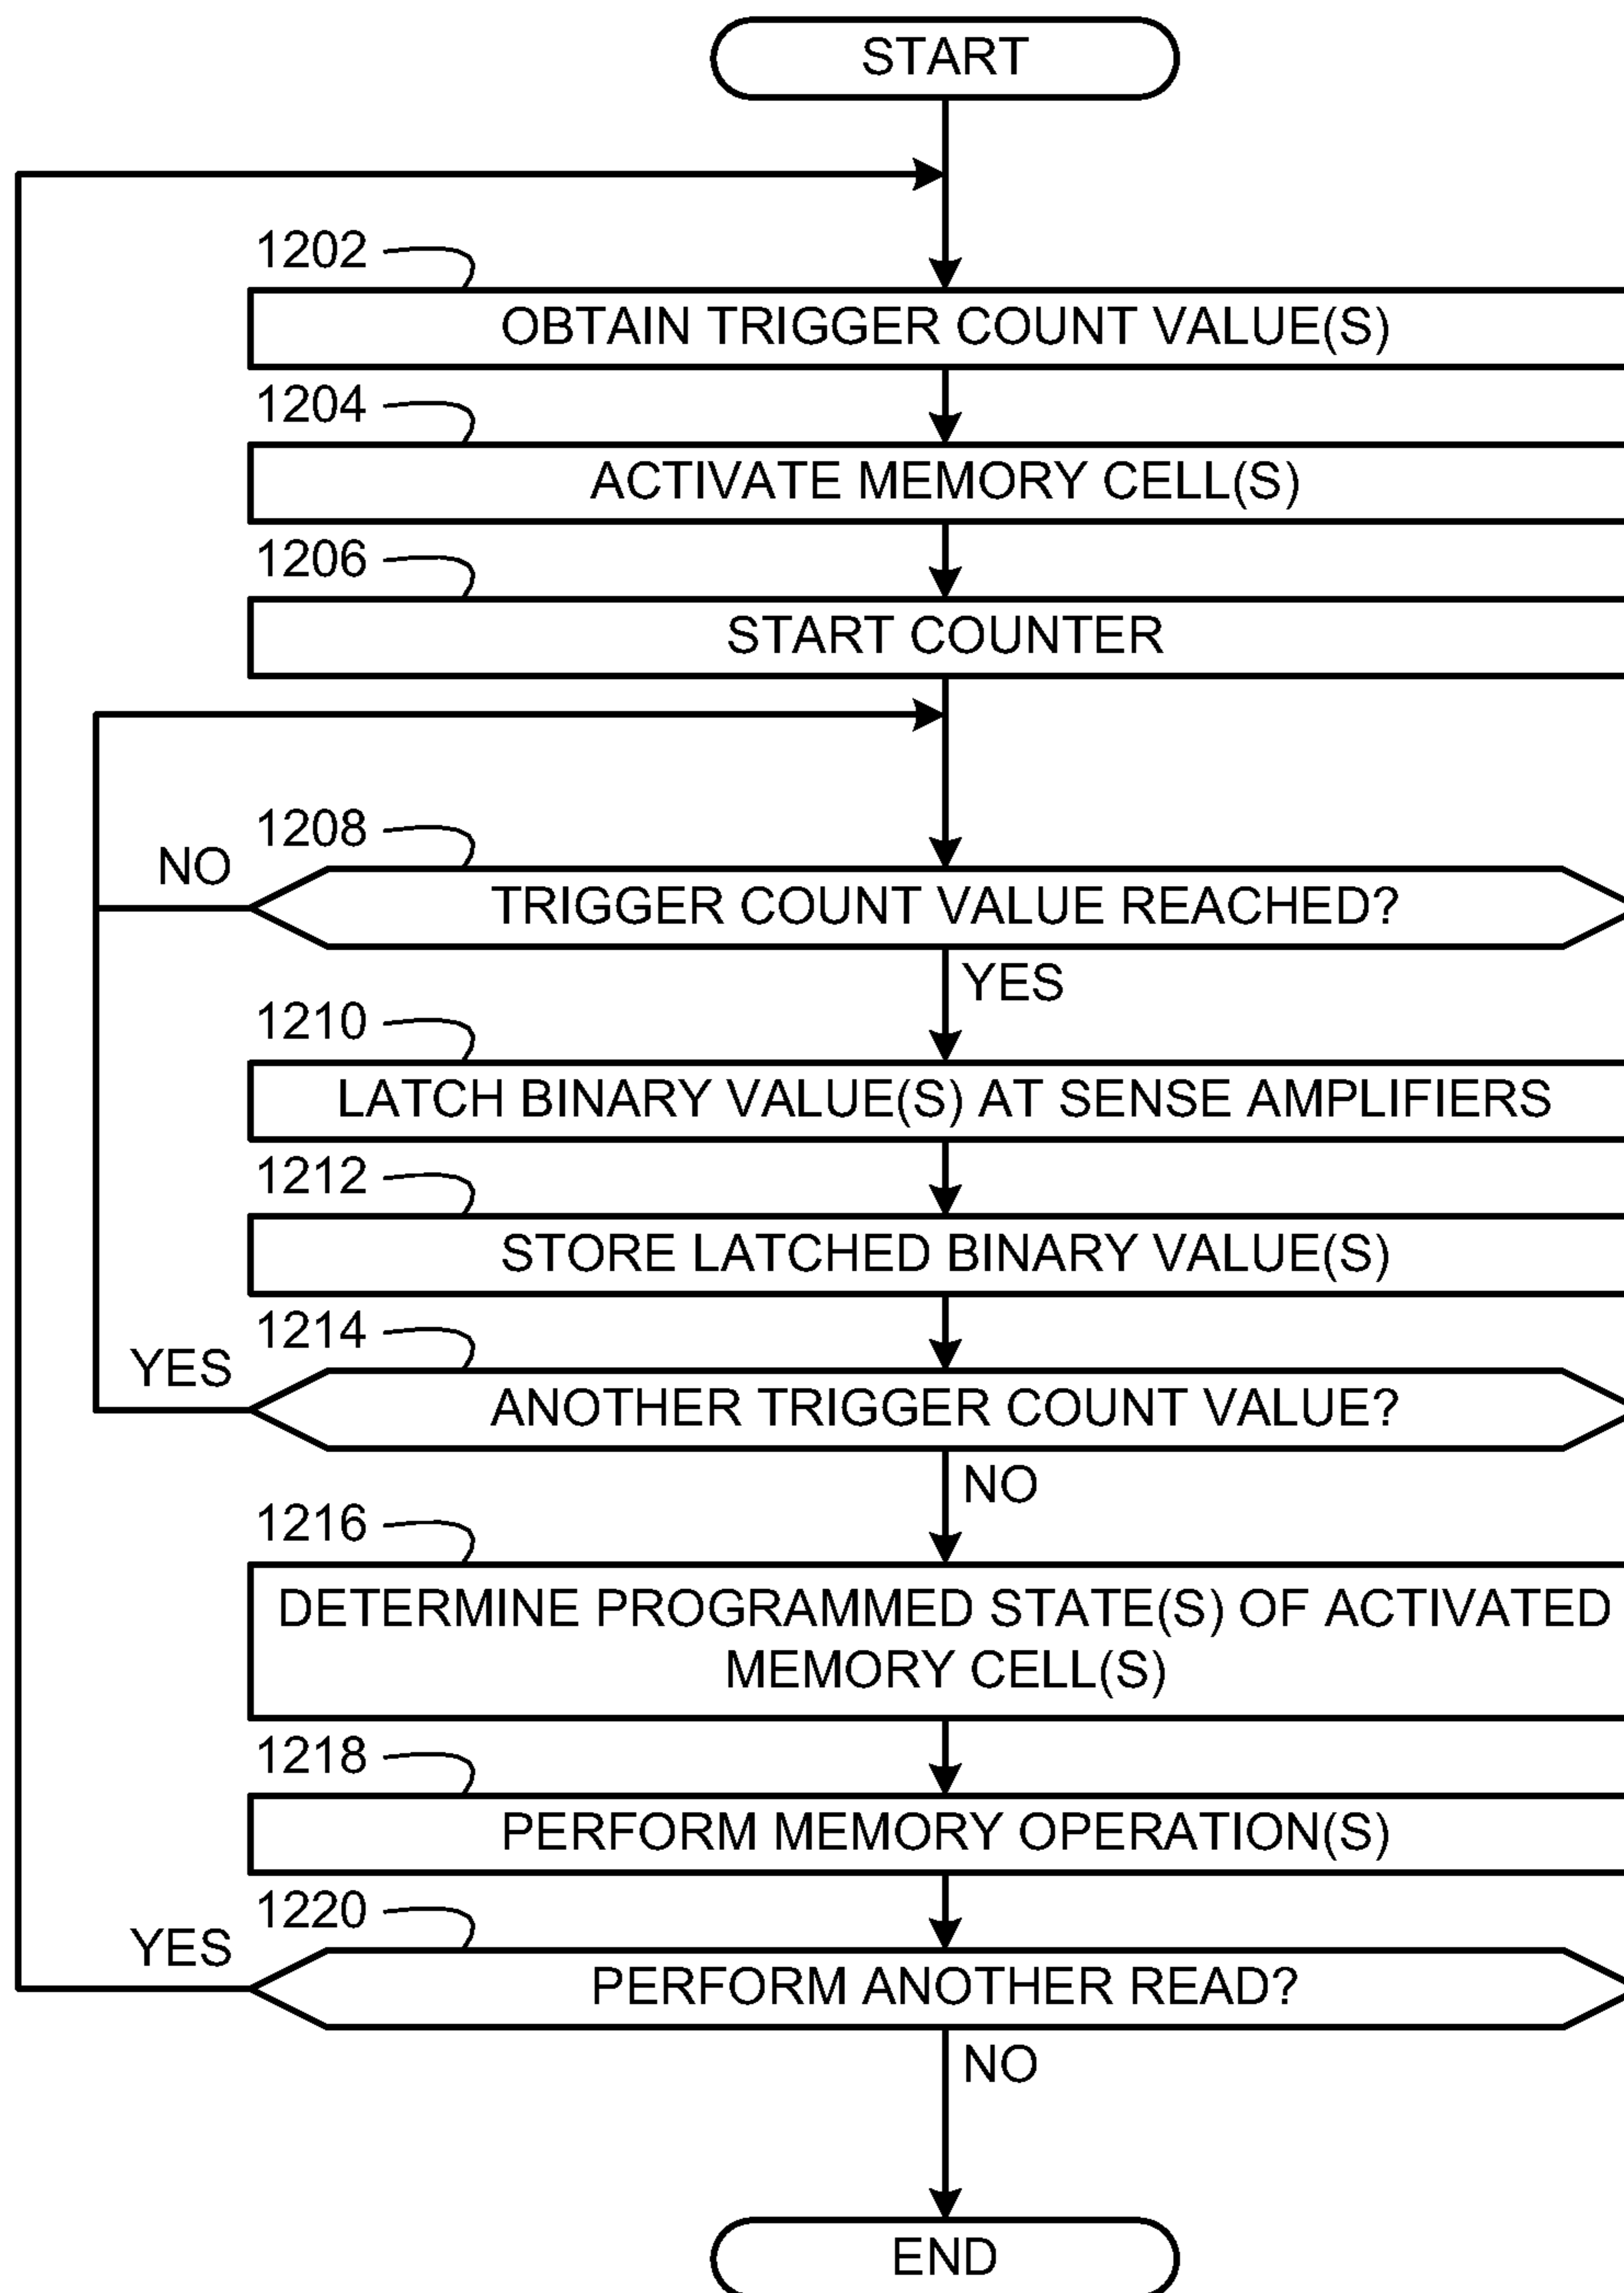 START
1202
OBTAIN TRIGGER COUNT VALUE(S)
1204
ACTIVATE MEMORY CELL(S)
1206
START COUNTER
1208
NO
TRIGGER COUNT VALUE REACHED?
YES
1210
LATCH BINARY VALUE(S) AT SENSE AMPLIFIERS
1212
STORE LATCHED BINARY VALUE(S)
1214
YES
ANOTHER TRIGGER COUNT VALUE?
NO
1216
DETERMINE PROGRAMMED STATE(S) OF ACTIVATED
MEMORY CELL(S)
1218
PERFORM MEMORY OPERATION(S)
1220
YES
PERFORM ANOTHER READ?
NO
END